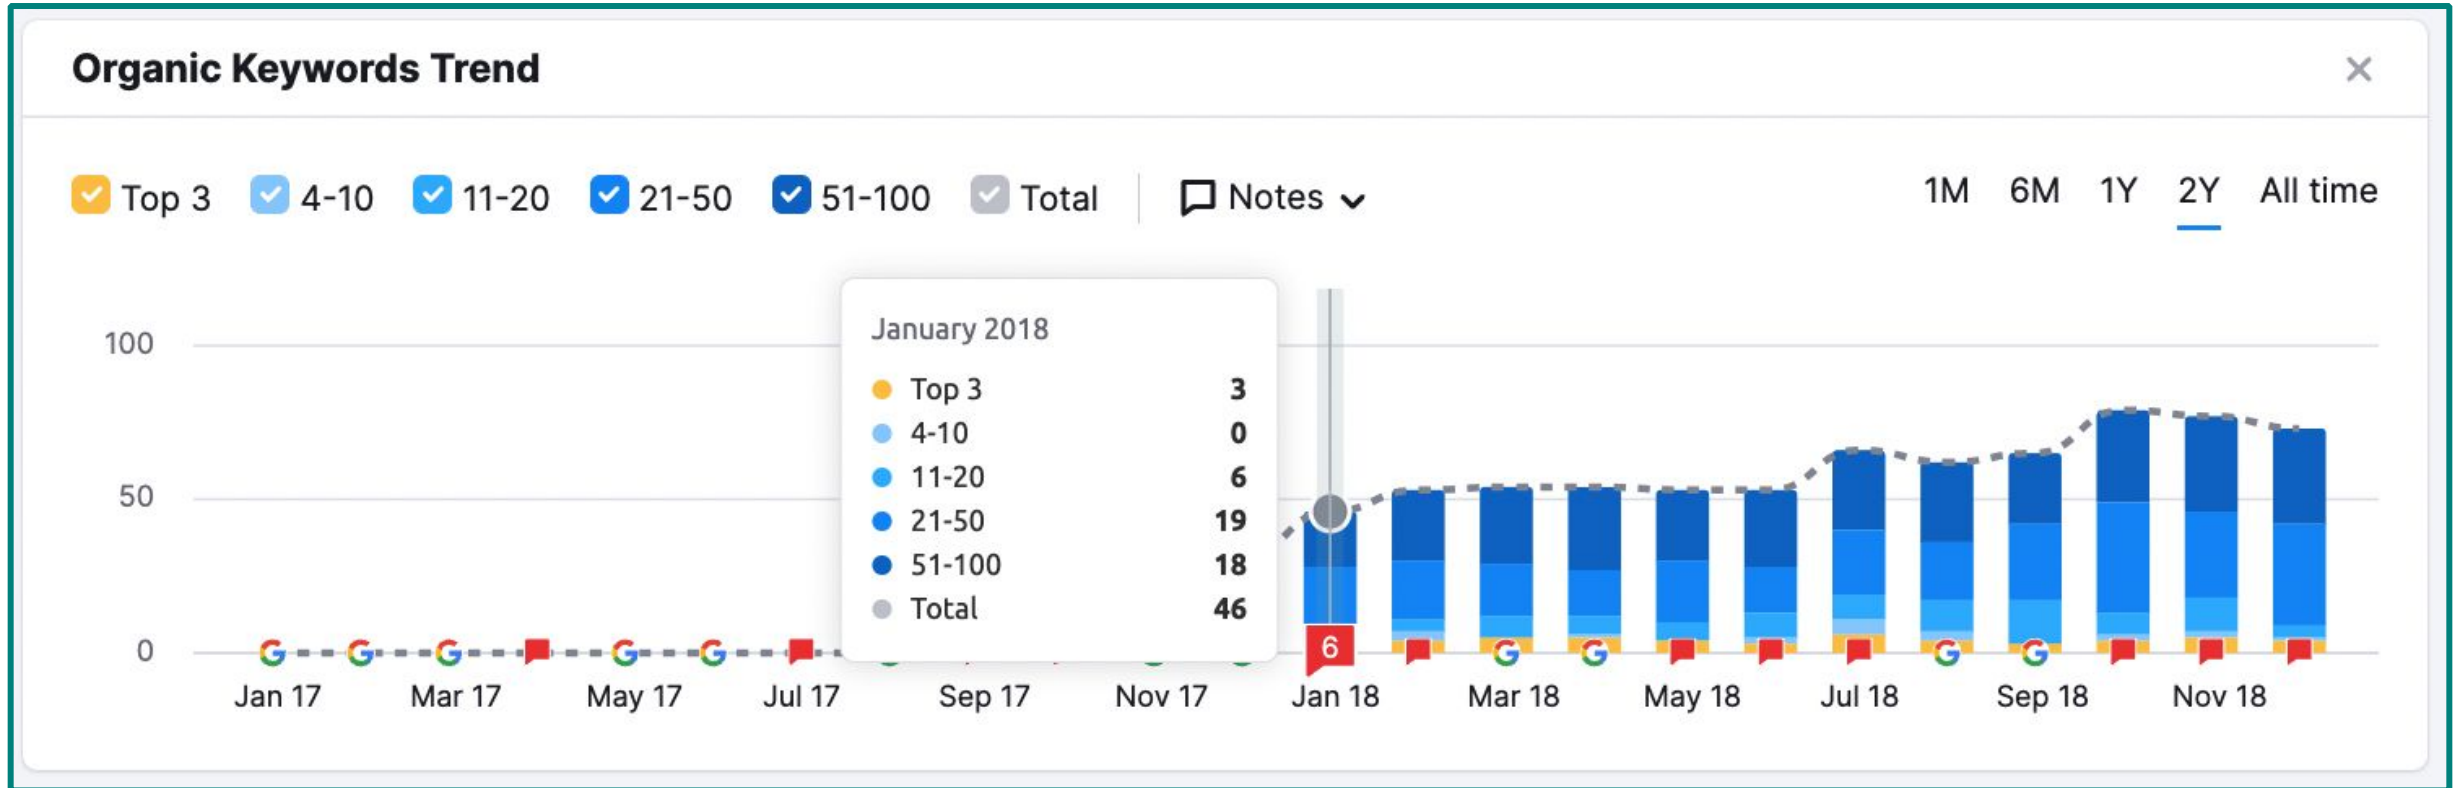 Organic Keywords Trend
Top 3 4-10 11-20 21-50 51-100 Total Notes 1M 6M 1Y 2Y All time
January 2018
Top 3 3
4-10 0
11-20 6
21-50 19
51-100 18
Total 46
100
50
0
6
Jan 17 Mar 17 May 17 Jul 17 Sep 17 Nov 17 Jan 18 Mar 18 May 18 Jul 18 Sep 18 Nov 18